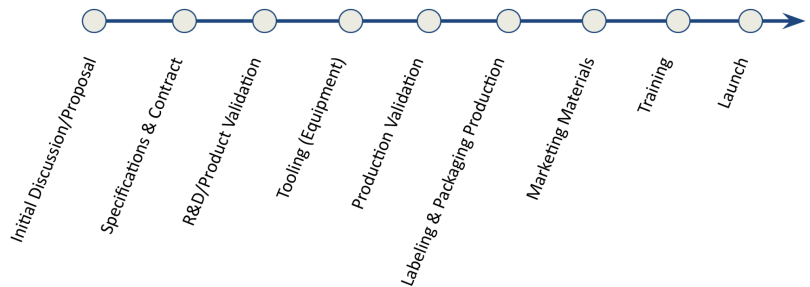 Initial Discussion/Proposal
Specifications & Contract
R&D/Product Validation
Tooling (Equipment)
Production Validation
Labeling & Packaging Production
Marketing Materials
Training
Launch